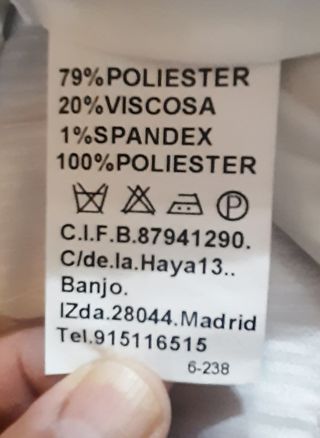 79%POLIESTER
20%VISCOSA
1%SPANDEX
100%POLIESTER
P
C.I.F.B.87941290.
C/de.la.Haya13..
Banjo.
IZda.28044.Madrid
Tel.915116515
6-238